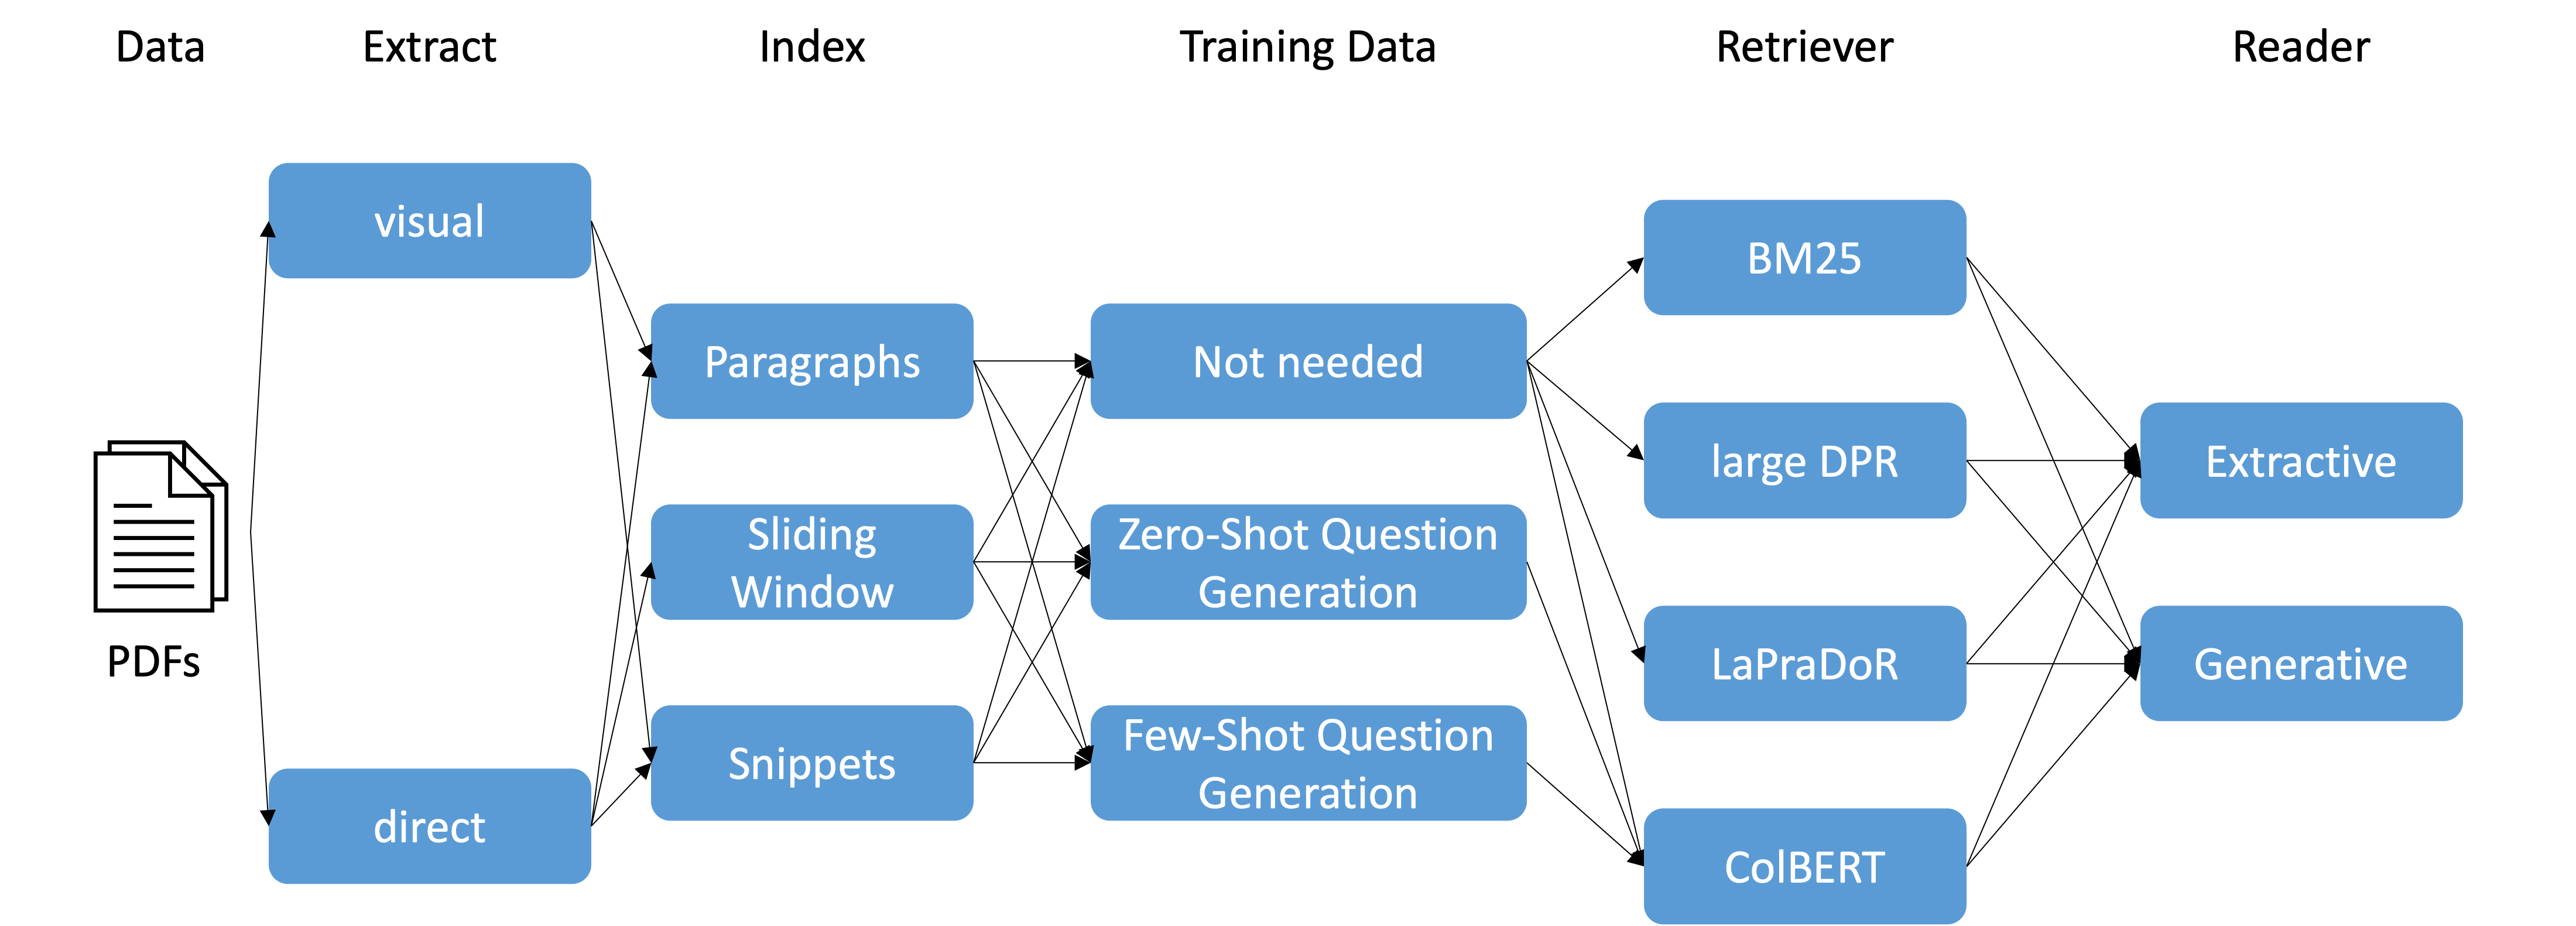 Data
Extract
Index
Training Data
Retriever
Reader
visual
direct
PDFs
Paragraphs
Sliding
Window
Snippets
Not needed
Zero-Shot Question
Generation
Few-Shot Question
Generation
BM25
large DPR
LaPraDoR
ColBERT
Extractive
Generative